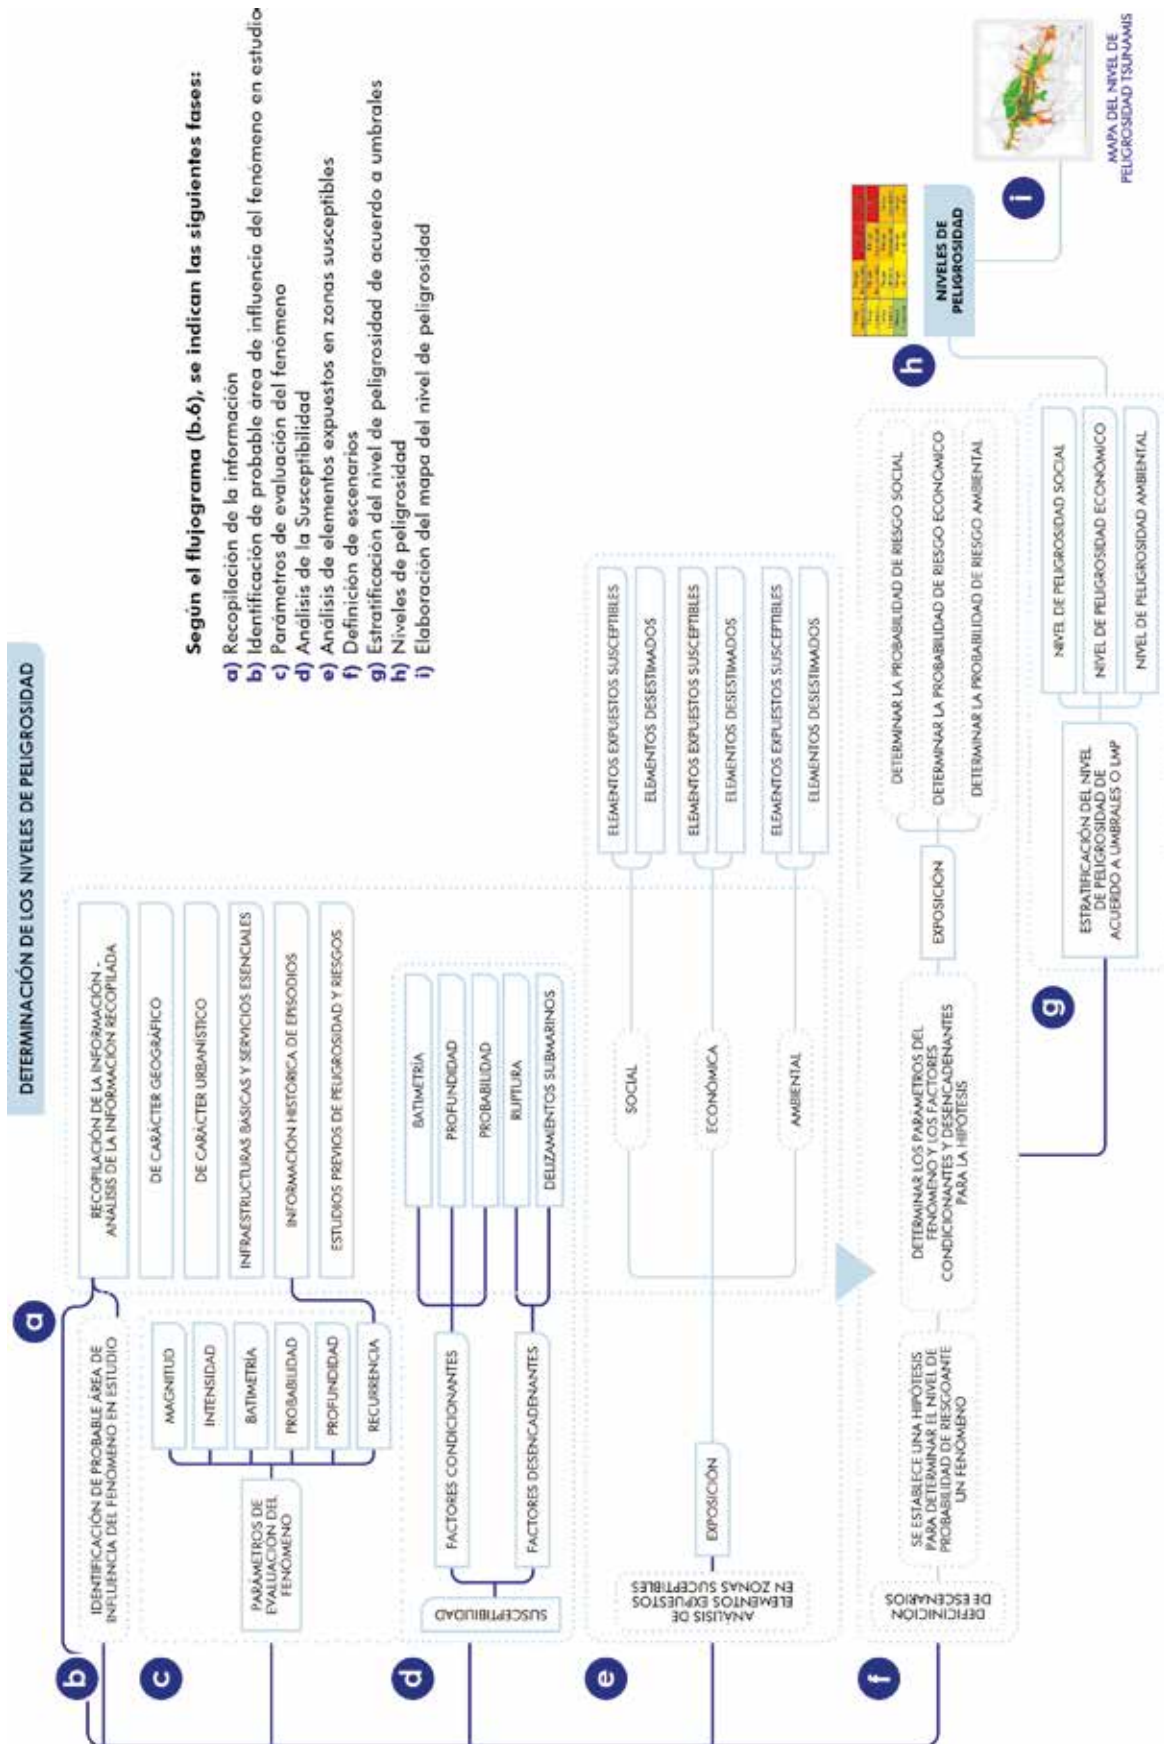 DETERMINACIÓN DE LOS NIVELES DE PELIGROSIDAD
Según el flujograma (b.6), se indican las siguientes fases:
a) Recopilación de la información
b) Identificación de probable área de influencia del fenómeno en estudio
c) Parámetros de evaluación del fenómeno
d) Análisis de la Susceptibilidad
e) Análisis de elementos expuestos en zonas susceptibles
f) Definición de escenarios
g) Estratificación del nivel de peligrosidad de acuerdo a umbrales
h) Niveles de peligrosidad
i) Elaboración del mapa del nivel de peligrosidad
a
RECOPILACIÓN DE LA INFORMACIÓN -
ANÁLISIS DE LA INFORMACIÓN RECOPILADA
DE CARÁCTER GEOGRÁFICO
DE CARÁCTER URBANÍSTICO
INFRAESTRUCTURAS BÁSICAS Y SERVICIOS ESENCIALES
INFORMACIÓN HISTÓRICA DE EPISODIOS
ESTUDIOS PREVIOS DE PELIGROSIDAD Y RIESGOS
b
IDENTIFICACIÓN DE PROBABLE ÁREA DE
INFLUENCIA DEL FENÓMENO EN ESTUDIO
c
PARÁMETROS DE
EVALUACIÓN DEL
FENÓMENO
MAGNITUD
INTENSIDAD
BATIMETRÍA
PROBABILIDAD
PROFUNDIDAD
RECURRENCIA
d
SUSCEPTIBILIDAD
FACTORES CONDICIONANTES
BATIMETRÍA
PROFUNDIDAD
PROBABILIDAD
FACTORES DESENCADENANTES
RUPTURA
DELIZAMIENTOS SUBMARINOS
e
ANÁLISIS DE
ELEMENTOS EXPUESTOS
EN ZONAS SUCEPTIBLES
EXPOSICIÓN
SOCIAL
ELEMENTOS EXPUESTOS SUSCEPTIBLES
ELEMENTOS DESESTIMADOS
ECONÓMICA
ELEMENTOS EXPUESTOS SUSCEPTIBLES
ELEMENTOS DESESTIMADOS
AMBIENTAL
ELEMENTOS EXPUESTOS SUSCEPTIBLES
ELEMENTOS DESESTIMADOS
f
DEFICINICIÓN
DE ESCENARIOS
SE ESTABLECE UNA HIPÓTESIS
PARA DETERMINAR EL NIVEL DE
PROBABILIDAD DE RIESGOANTE
UN FENÓMENO
DETERMINAR LOS PARÁMETROS DEL
FENÓMENO Y LOS FACTORES
CONDICIONANTES Y DESENCADENANTES
PARA LA HIPÓTESIS
EXPOSICIÓN
DETERMINAR LA PROBABILIDAD DE RIESGO SOCIAL
DETERMINAR LA PROBABILIDAD DE RIESGO ECONÓMICO
DETERMINAR LA PROBABILIDAD DE RIESGO AMBIENTAL
g
ESTRATIFICACIÓN DEL NIVEL
DE PELIGROSIDAD DE
ACUERDO A UMBRALES O LMP
NIVEL DE PELIGROSIDAD SOCIAL
NIVEL DE PELIGROSIDAD ECONÓMICO
NIVEL DE PELIGROSIDAD AMBIENTAL
h
NIVELES DE
PELIGROSIDAD
i
MAPA DEL NIVEL DE
PELIGROSIDAD TSUNAMIS